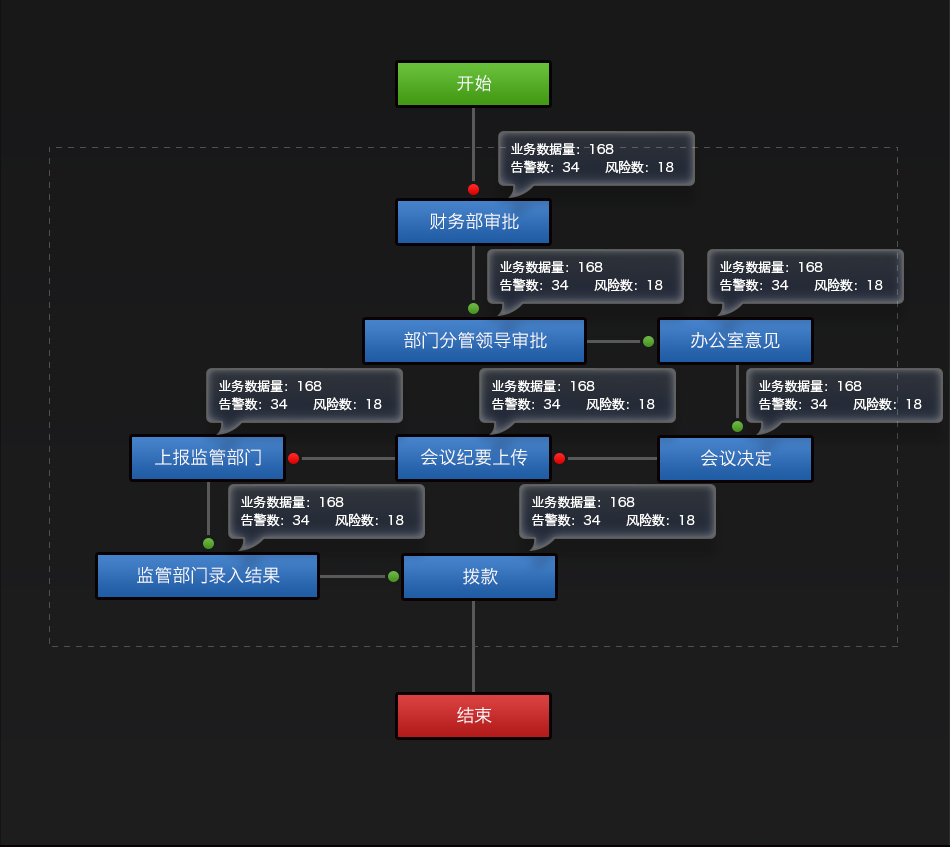 开始
业务数据量：168
告警数：34 风险数：18
财务部审批
业务数据量：168
告警数：34 风险数：18
业务数据量：168
告警数：34 风险数：18
部门分管领导审批
办公室意见
业务数据量：168
告警数：34 风险数：18
业务数据量：168
告警数：34 风险数：18
业务数据量：168
告警数：34 风险数：18
上报监管部门
会议纪要上传
会议决定
业务数据量：168
告警数：34 风险数：18
业务数据量：168
告警数：34 风险数：18
监管部门录入结果
拨款
结束